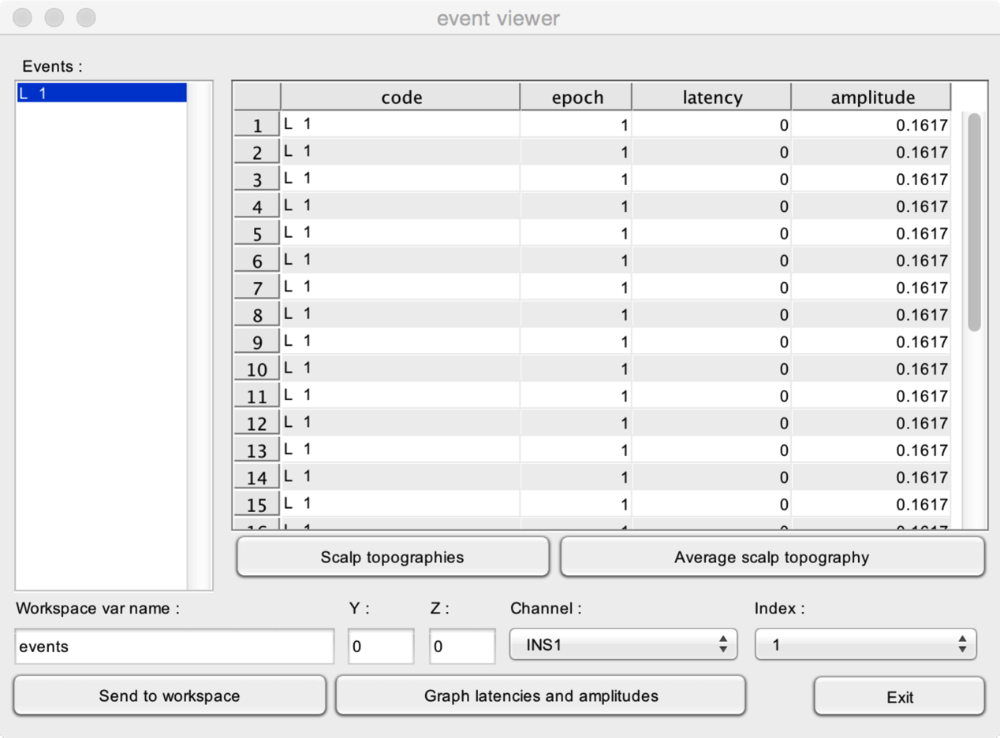 event viewer
Events :
L 1
code epoch latency amplitude
1 L 1 1 0 0.1617
2 L 1 1 0 0.1617
3 L 1 1 0 0.1617
4 L 1 1 0 0.1617
5 L 1 1 0 0.1617
6 L 1 1 0 0.1617
7 L 1 1 0 0.1617
8 L 1 1 0 0.1617
9 L 1 1 0 0.1617
10 L 1 1 0 0.1617
11 L 1 1 0 0.1617
12 L 1 1 0 0.1617
13 L 1 1 0 0.1617
14 L 1 1 0 0.1617
15 L 1 1 0 0.1617
Scalp topographies Average scalp topography
Workspace var name : Y : Z : Channel : Index :
events 0 0 INS1 1
Send to workspace Graph latencies and amplitudes Exit